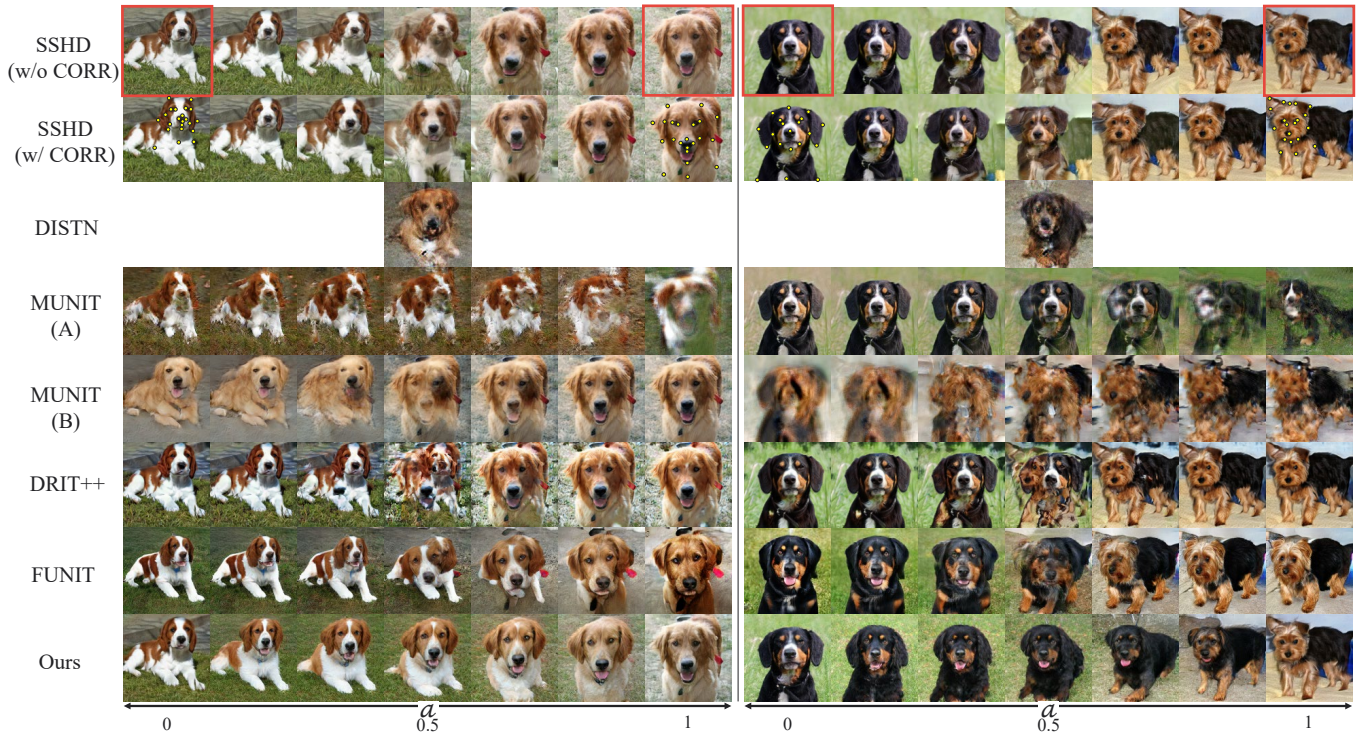 SSHD
(w/o CORR)
SSHD
(w/ CORR)
DISTN
MUNIT
(A)
MUNIT
(B)
DRIT++
FUNIT
Ours
a a
0 0.5 1 0 0.5 1